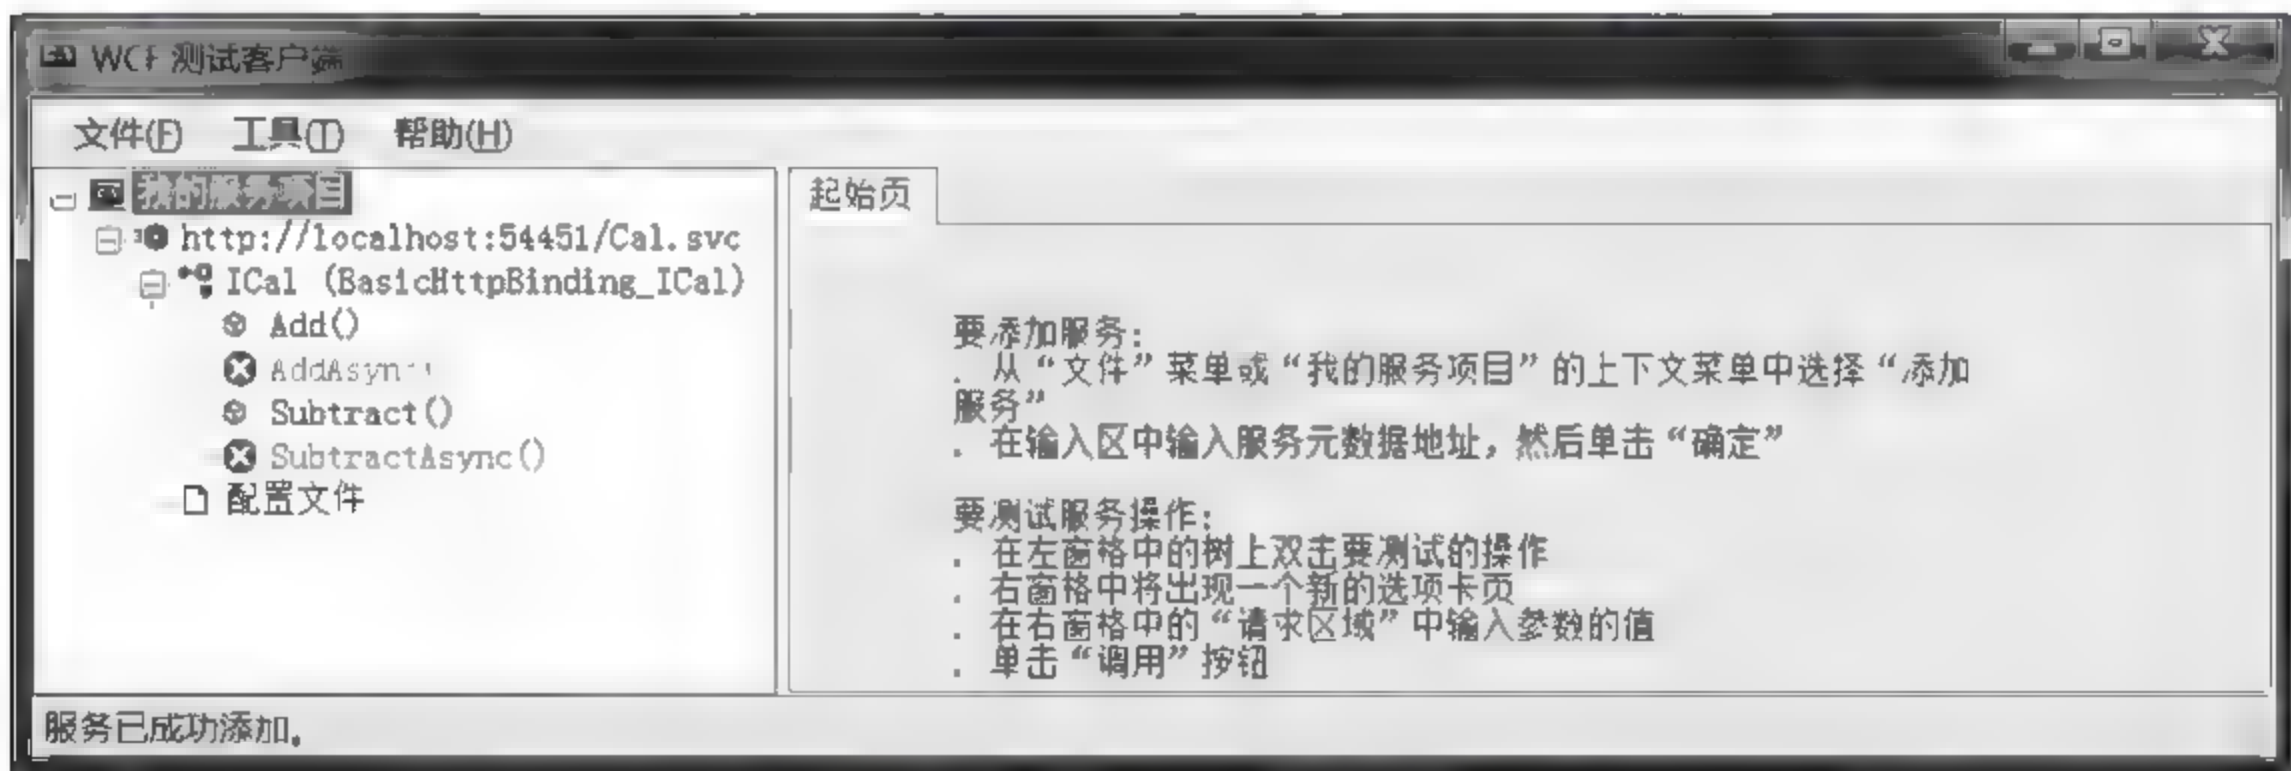 WCF 测试客户端
文件(F) 工具(T) 帮助(H)
我的服务项目
http://localhost:54451/Cal.svc
ICal (BasicHttpBinding_ICal)
Add()
AddAsync()
Subtract()
SubtractAsync()
配置文件
起始页
要添加服务:
. 从“文件”菜单或“我的服务项目”的上下文菜单中选择“添加
服务”
. 在输入区中输入服务元数据地址，然后单击“确定”
要测试服务操作:
. 在左窗格中的树上双击要测试的操作
. 右窗格中将出现一个新的选项卡页
. 在右窗格中的“请求区域”中输入参数的值
. 单击“调用”按钮
服务已成功添加。